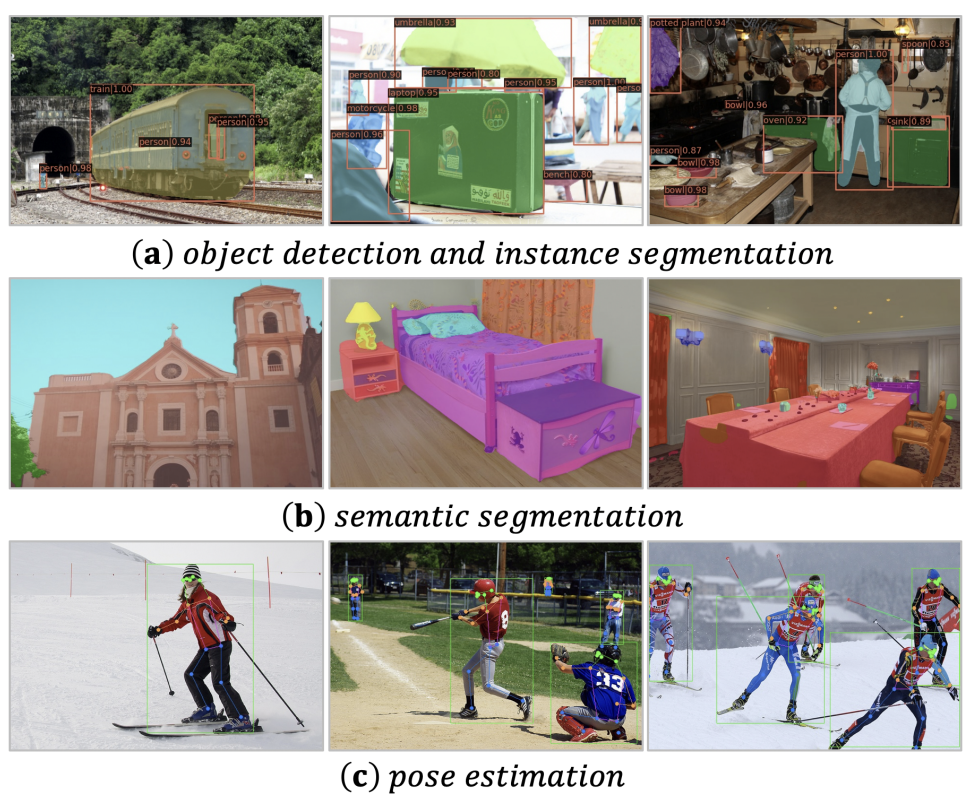 train|1.00
person|0.95
person|0.94
person|0.98
umbrella|0.93
umbrella|0.9
person|0.90
perso
person|0.80
laptop|0.95
person|0.95
person|1.00
perso
motorcycle|0.98
person|0.96
bench|0.80
potted plant|0.94
person|1.00
spoon|0.85
bowl|0.96
oven|0.92
sink|0.89
person|0.87
bowl|0.98
bowl|0.98
(a) object detection and instance segmentation
(b) semantic segmentation
8
33
(c) pose estimation